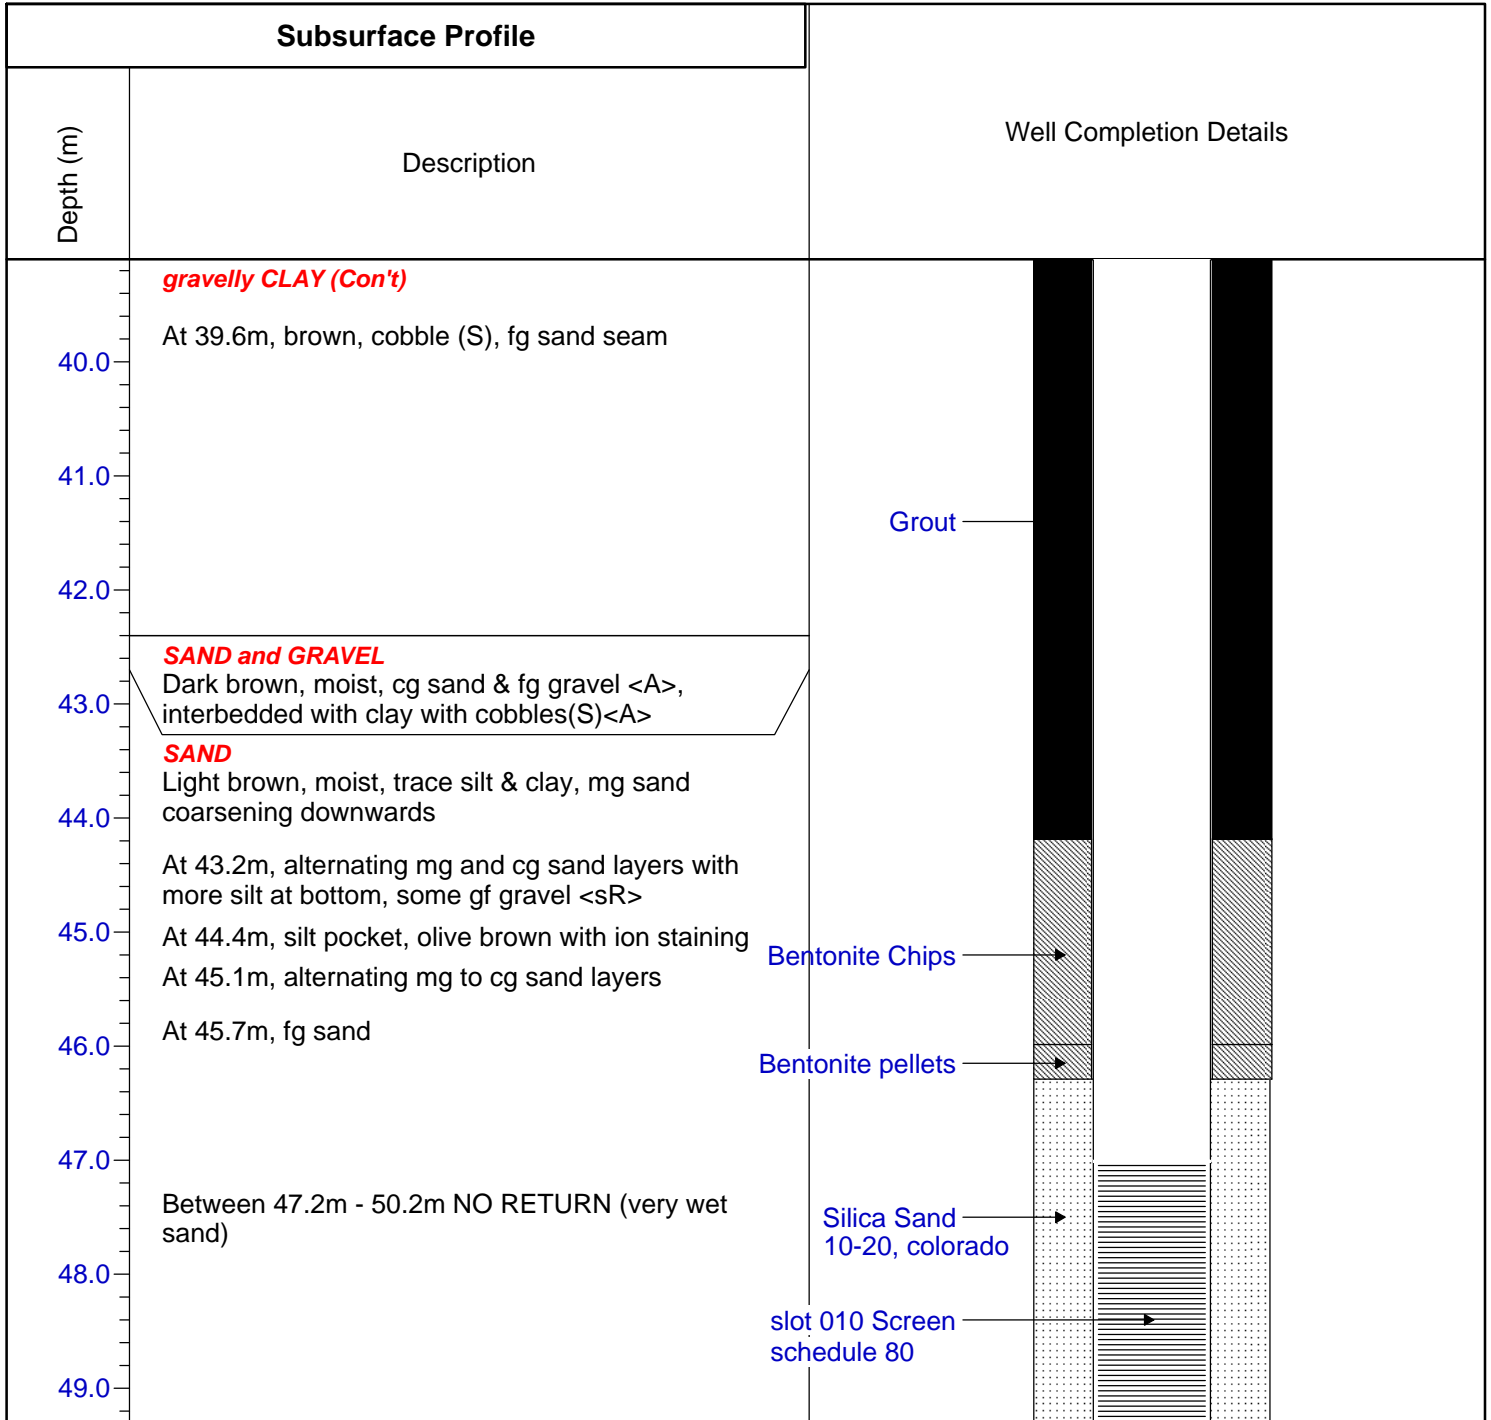 Subsurface Profile
Depth (m)
Description
Well Completion Details
gravelly CLAY (Con't)
At 39.6m, brown, cobble (S), fg sand seam
40.0
41.0
Grout
42.0
SAND and GRAVEL
Dark brown, moist, cg sand & fg gravel <A>,
43.0
interbedded with clay with cobbles(S)<A>
SAND
Light brown, moist, trace silt & clay, mg sand
coarsening downwards
44.0
At 43.2m, alternating mg and cg sand layers with
more silt at bottom, some gf gravel <sR>
45.0
At 44.4m, silt pocket, olive brown with ion staining
Bentonite Chips
At 45.1m, alternating mg to cg sand layers
At 45.7m, fg sand
46.0
Bentonite pellets
47.0
Between 47.2m - 50.2m NO RETURN (very wet
sand)
Silica Sand
10-20, colorado
48.0
slot 010 Screen
schedule 80
49.0